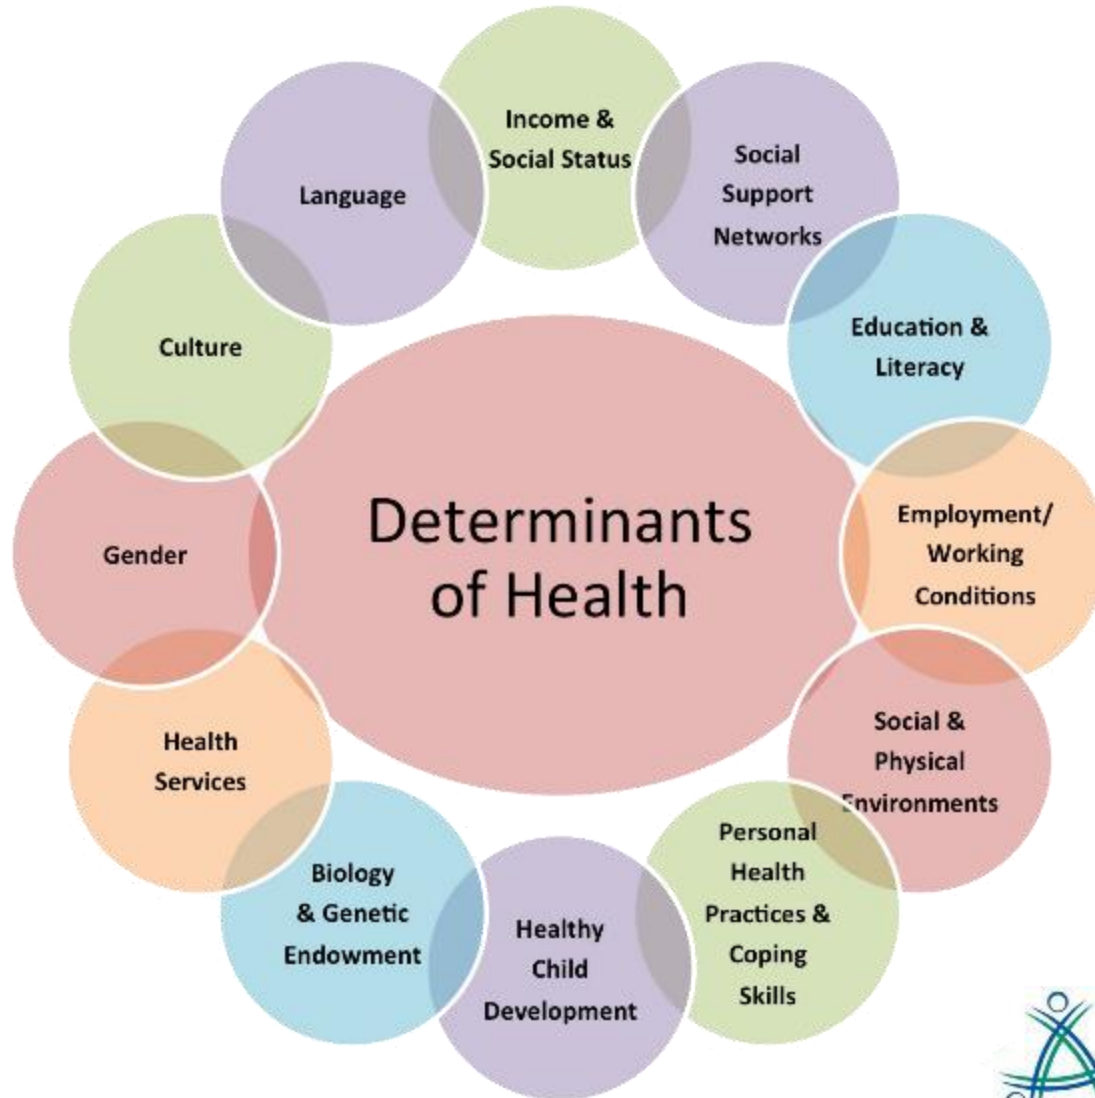 Income &
Social Status
Social
Support
Networks
Education &
Literacy
Employment/
Working
Conditions
Social &
Physical
Environments
Personal
Health
Practices &
Coping
Skills
Healthy
Child
Development
Biology
& Genetic
Endowment
Health
Services
Gender
Culture
Language
Determinants
of Health